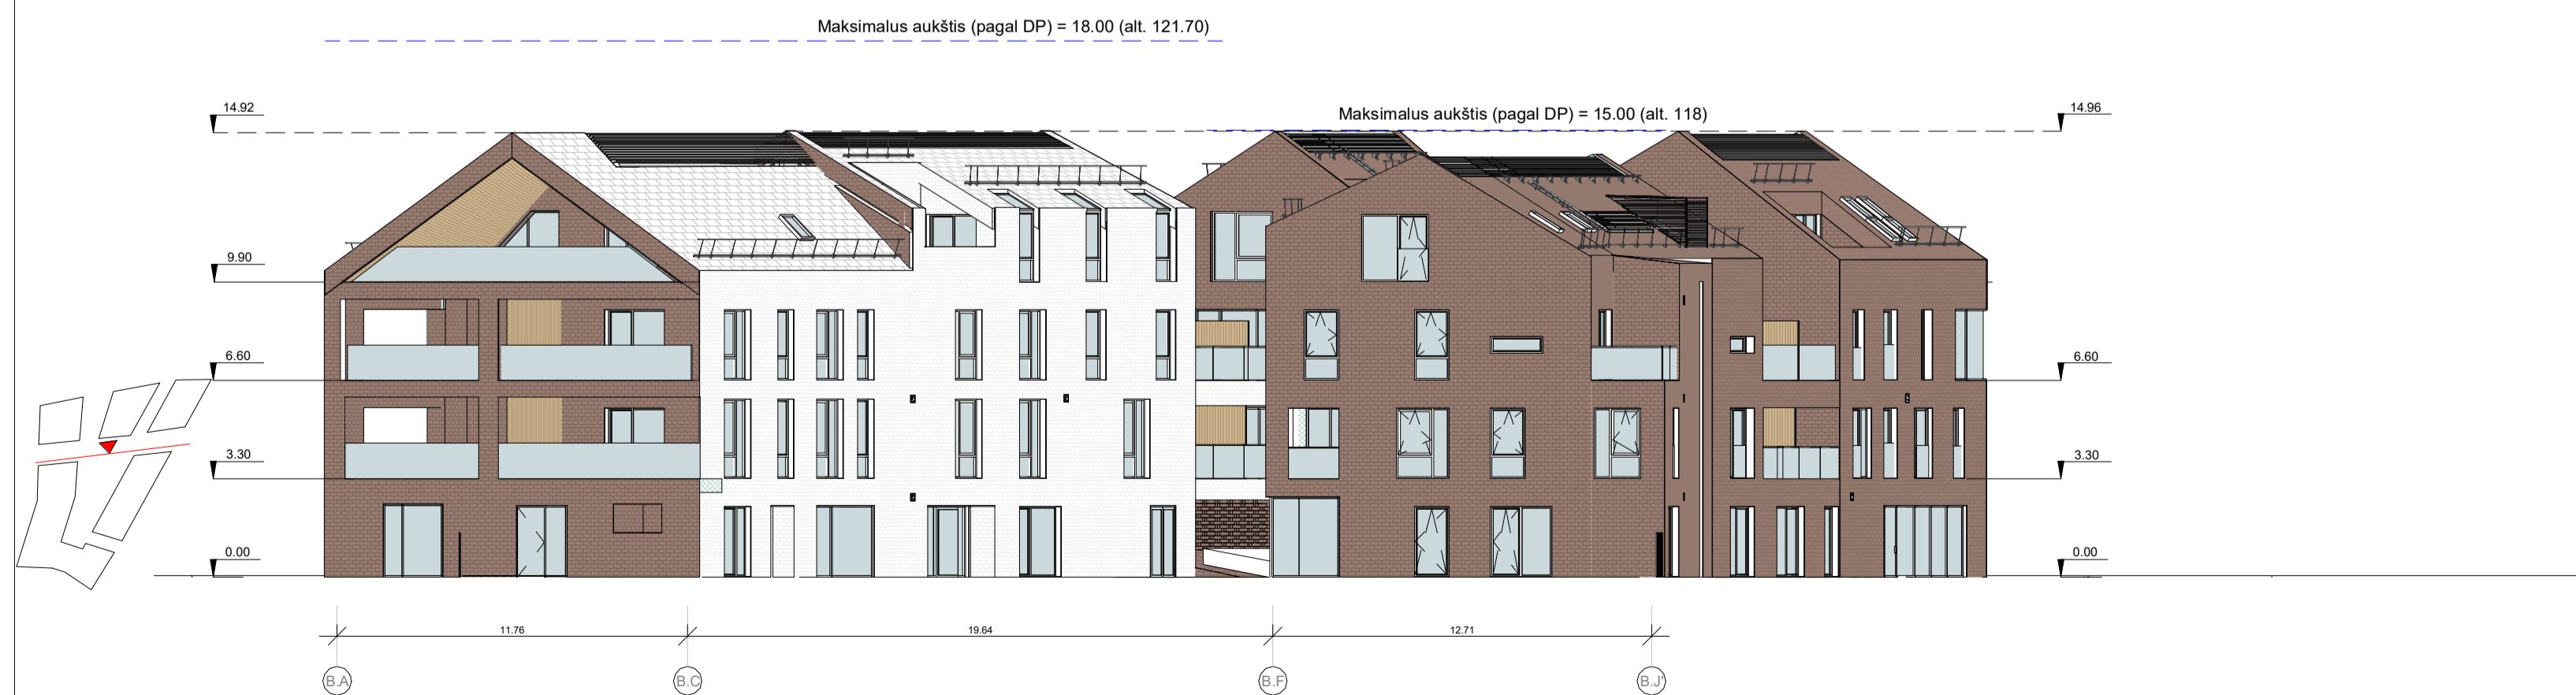 Maksimalus aukštis (pagal DP) = 18.00 (alt. 121.70)
Maksimalus aukštis (pagal DP) = 15.00 (alt. 118)
14.92
14.96
9.90
6.60
6.60
3.30
3.30
0.00
0.00
11.76
19.64
12.71
B.A
B.C
B.F
B.J'